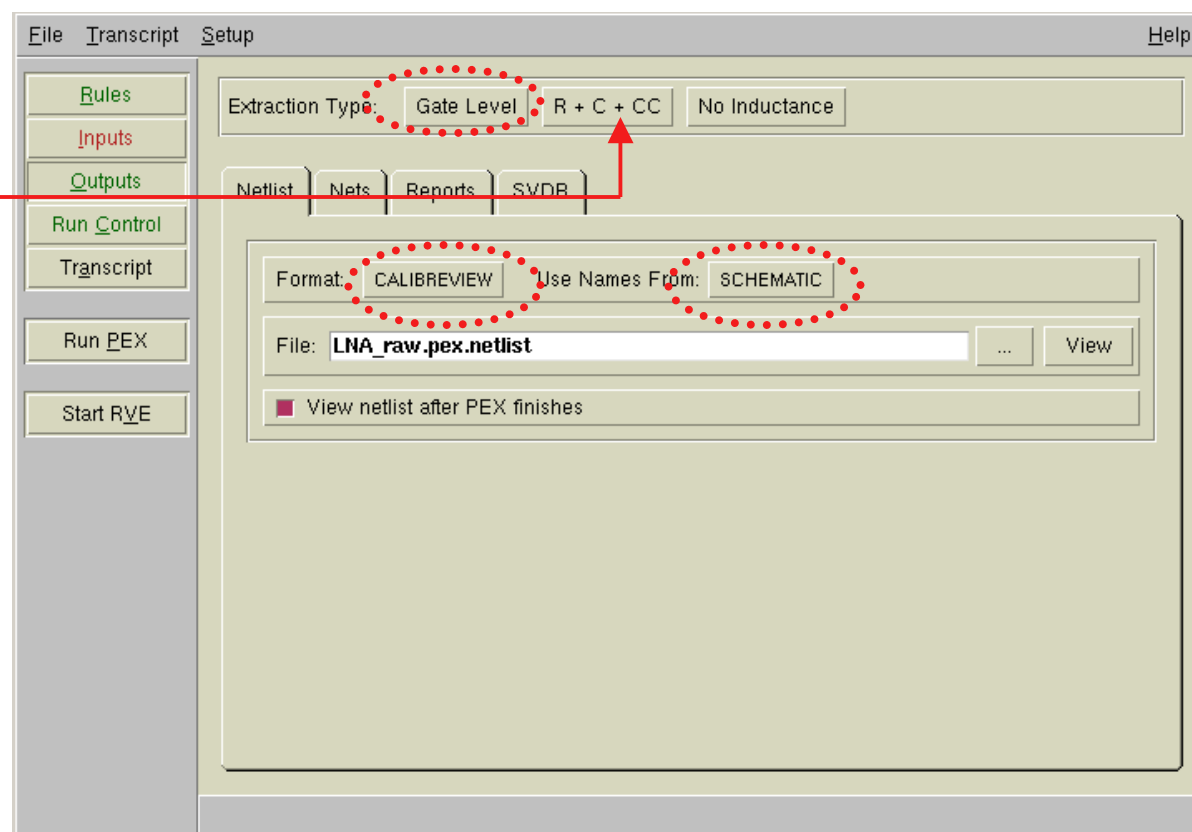 File Transcript Setup Help
Rules
Inputs
Outputs
Run Control
Transcript
Run PEX
Start RVE
Extraction Type: Gate Level R + C + CC No Inductance
Netlist Nets Reports SVDB
Format: CALIBREVIEW Use Names From: SCHEMATIC
File: LNA_raw.pex.netlist ... View
View netlist after PEX finishes